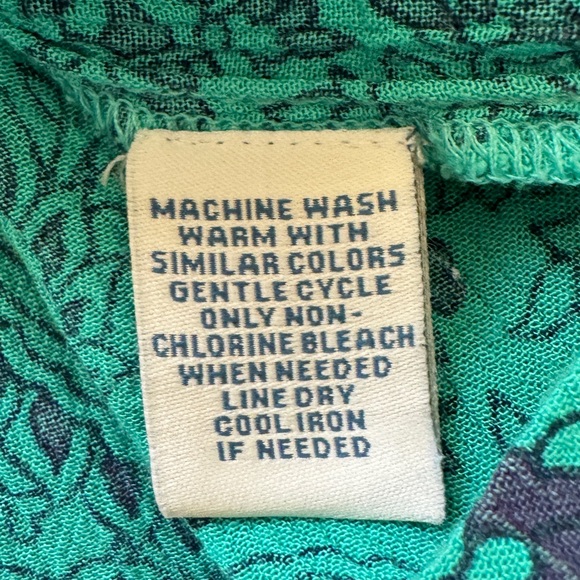 MACHINE WASH
WARM WITH
SIMILAR COLORS
GENTLE CYCLE
ONLY NON-
CHLORINE BLEACH
WHEN NEEDED
LINE DRY
COOL IRON
IF NEEDED